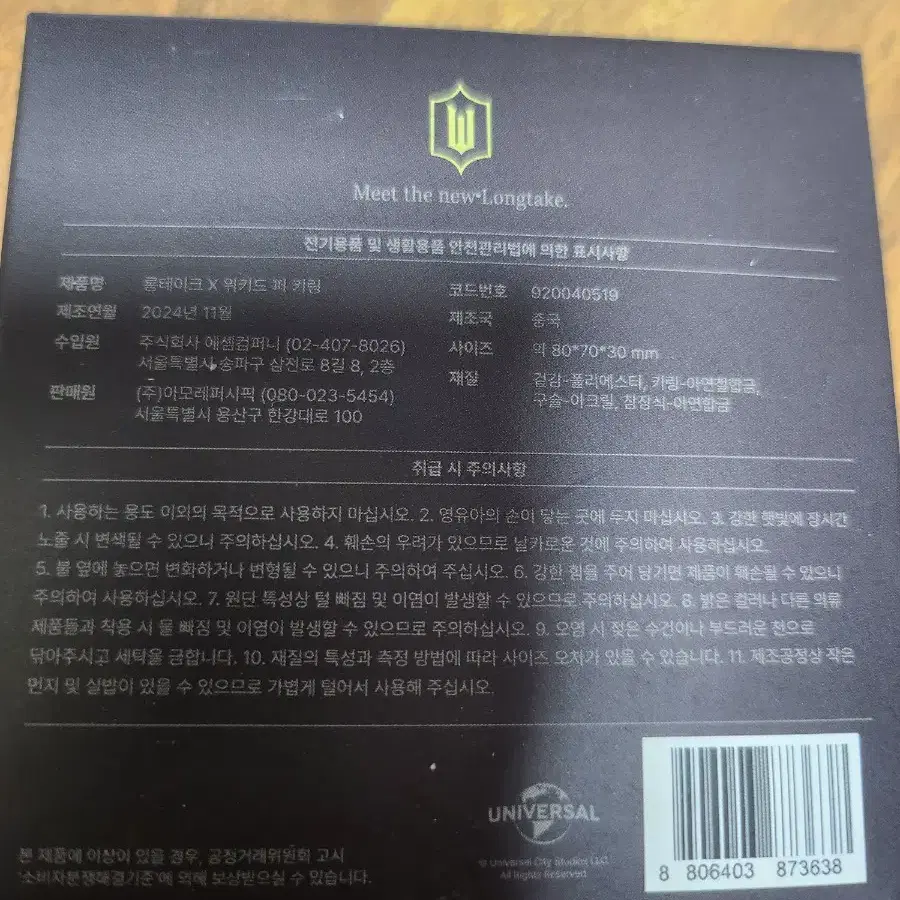 W
Meet the new Longtake.
전기용품 및 생활용품 안전관리법에 의한 표시사항
제품명 롱테이크 X 위키드 퍼 키링
제조연월 2024년 11월
수입원 주식회사 에셈컴퍼니 (02-407-8026)
서울특별시 송파구 삼전로 8길 8, 2층
판매원 (주)아모레퍼시픽 (080-023-5454)
서울특별시 용산구 한강대로 100
코드번호 920040519
제조국 중국
사이즈 약 80*70*30 mm
재질 겉감-폴리에스터, 키링-아연철합금,
구슬-아크릴, 참장식-아연합금
취급 시 주의사항
1. 사용하는 용도 이외의 목적으로 사용하지 마십시오. 2. 영유아의 손이 닿는 곳에 두지 마십시오. 3. 강한 햇빛에 장시간
노출 시 변색될 수 있으니 주의하십시오. 4. 훼손의 우려가 있으므로 날카로운 것에 주의하여 사용하십시오.
5. 불 옆에 놓으면 변화하거나 변형될 수 있으니 주의하여 주십시오. 6. 강한 힘을 주어 당기면 제품이 훼손될 수 있으니
주의하여 사용하십시오. 7. 원단 특성상 털 빠짐 및 이염이 발생할 수 있으므로 주의하십시오. 8. 밝은 컬러나 다른 의류
제품들과 착용 시 물 빠짐 및 이염이 발생할 수 있으므로 주의하십시오. 9. 오염 시 젖은 수건이나 부드러운 천으로
닦아주시고 세탁을 금합니다. 10. 재질의 특성과 측정 방법에 따라 사이즈 오차가 있을 수 있습니다. 11. 제조공정상 작은
먼지 및 실밥이 있을 수 있으므로 가볍게 털어서 사용해 주십시오.
본 제품에 이상이 있을 경우, 공정거래위원회 고시
'소비자분쟁해결기준'에 의해 보상받으실 수 있습니다.
UNIVERSAL
© Universal City Studios LLC.
All Rights Reserved.
8 806403 873638